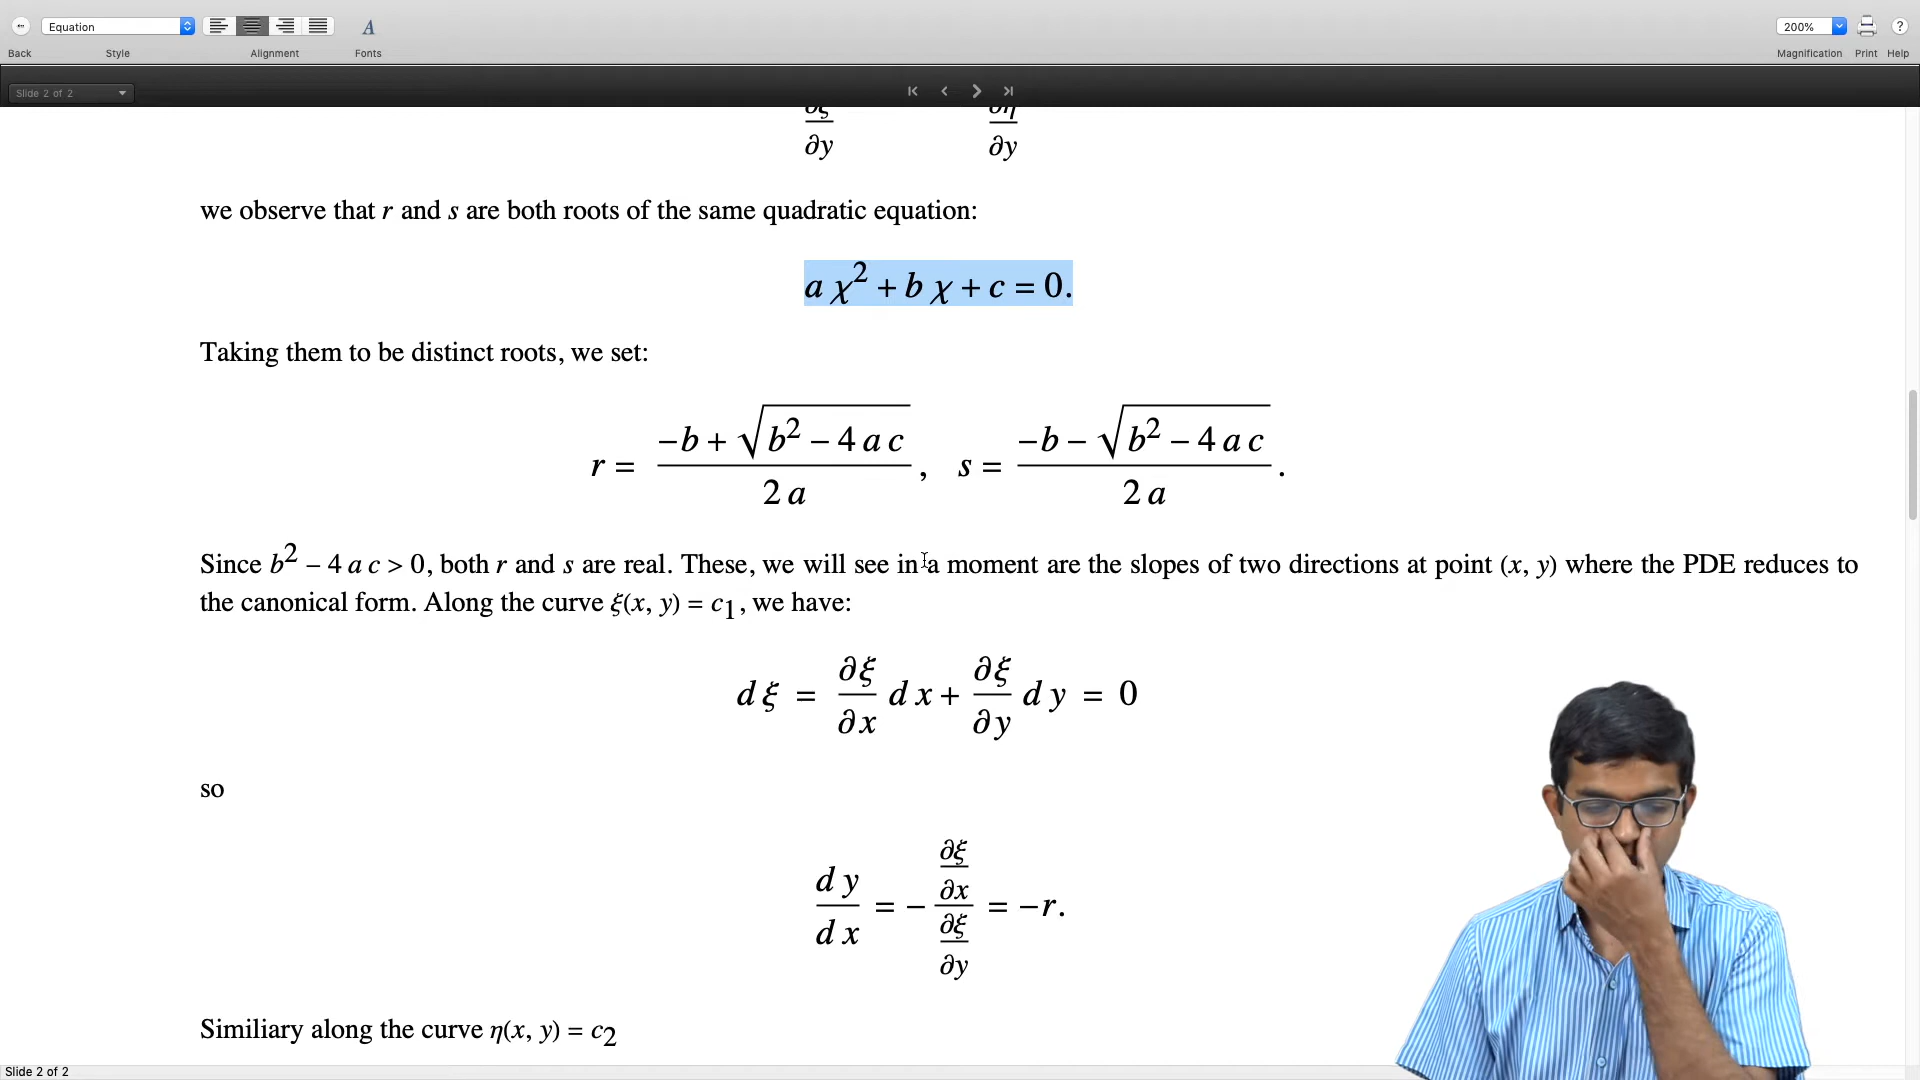 Equation
200%
Back
Style
Alignment
Fonts
Magnification
Print
Help
Slide 2 of 2
∂ξ/∂y ∂η/∂y
we observe that r and s are both roots of the same quadratic equation:
a χ² + b χ + c = 0.
Taking them to be distinct roots, we set:
r = (−b + √(b² − 4 a c))/(2 a), s = (−b − √(b² − 4 a c))/(2 a).
Since b² − 4 a c > 0, both r and s are real. These, we will see in a moment are the slopes of two directions at point (x, y) where the PDE reduces to
the canonical form. Along the curve ξ(x, y) = c₁, we have:
d ξ = ∂ξ/∂x d x + ∂ξ/∂y d y = 0
so
d y/d x = − (∂ξ/∂x)/(∂ξ/∂y) = −r.
Similiary along the curve η(x, y) = c₂
Slide 2 of 2